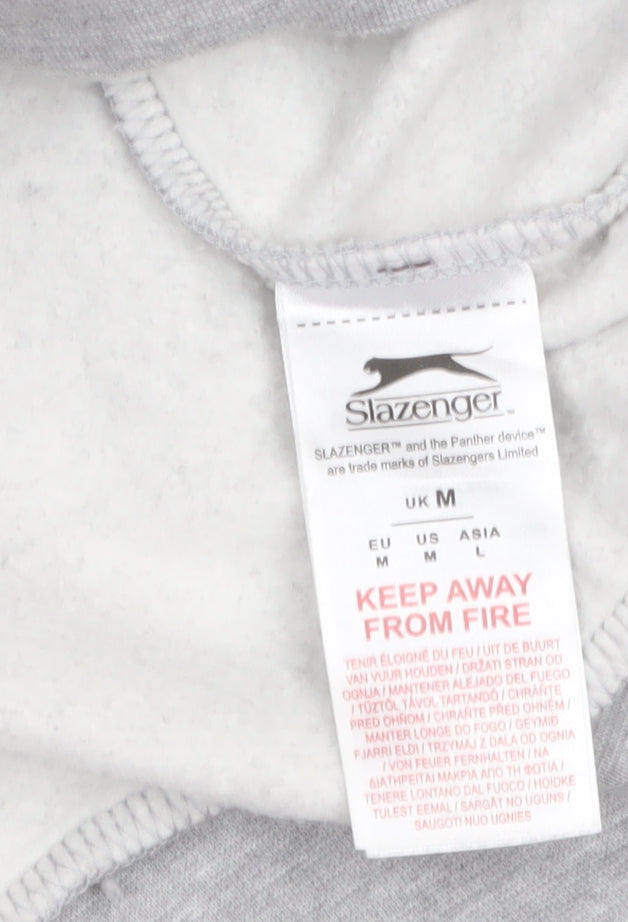 Slazenger™
SLAZENGER™ and the Panther device™
are trade marks of Slazengers Limited
UK M
EU US ASIA
M M L
KEEP AWAY
FROM FIRE
TENIR ÉLOIGNÉ DU FEU / UIT DE BUURT
VAN VUUR HOUDEN / DRŽATI STRAN OD
OGNJA / MANTENER ALEJADO DEL FUEGO
/ TŰZTŐL TÁVOL TARTANDÓ / CHRAŇTE
PRED OHŇOM / CHRAŇTE PŘED OHNĚM /
MANTER LONGE DO FOGO / GEYMIÐ
FJARRI ELDI / TRZYMAJ Z DALA OD OGNIA
/ VON FEUER FERNHALTEN / NA
ΔΙΑΤΗΡΕΙΤΑΙ ΜΑΚΡΙΑ ΑΠΟ ΤΗ ΦΩΤΙΑ /
TENERE LONTANO DAL FUOCO / HOIDKE
TULEST EEMAL / SARGĀT NO UGUNS /
SAUGOTI NUO UGNIES